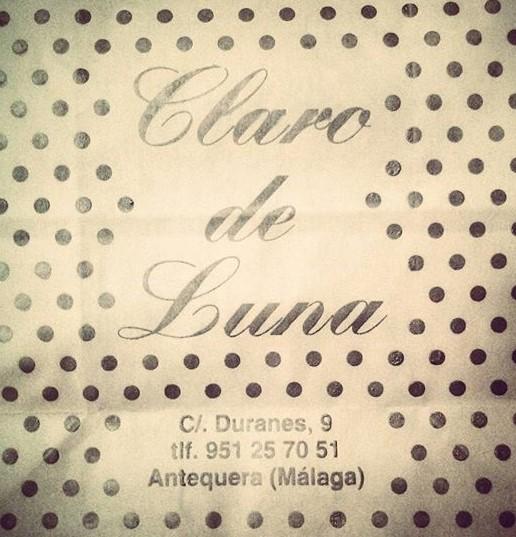 Claro
de
Luna
C/. Duranes, 9
tlf. 951 25 70 51
Antequera (Málaga)